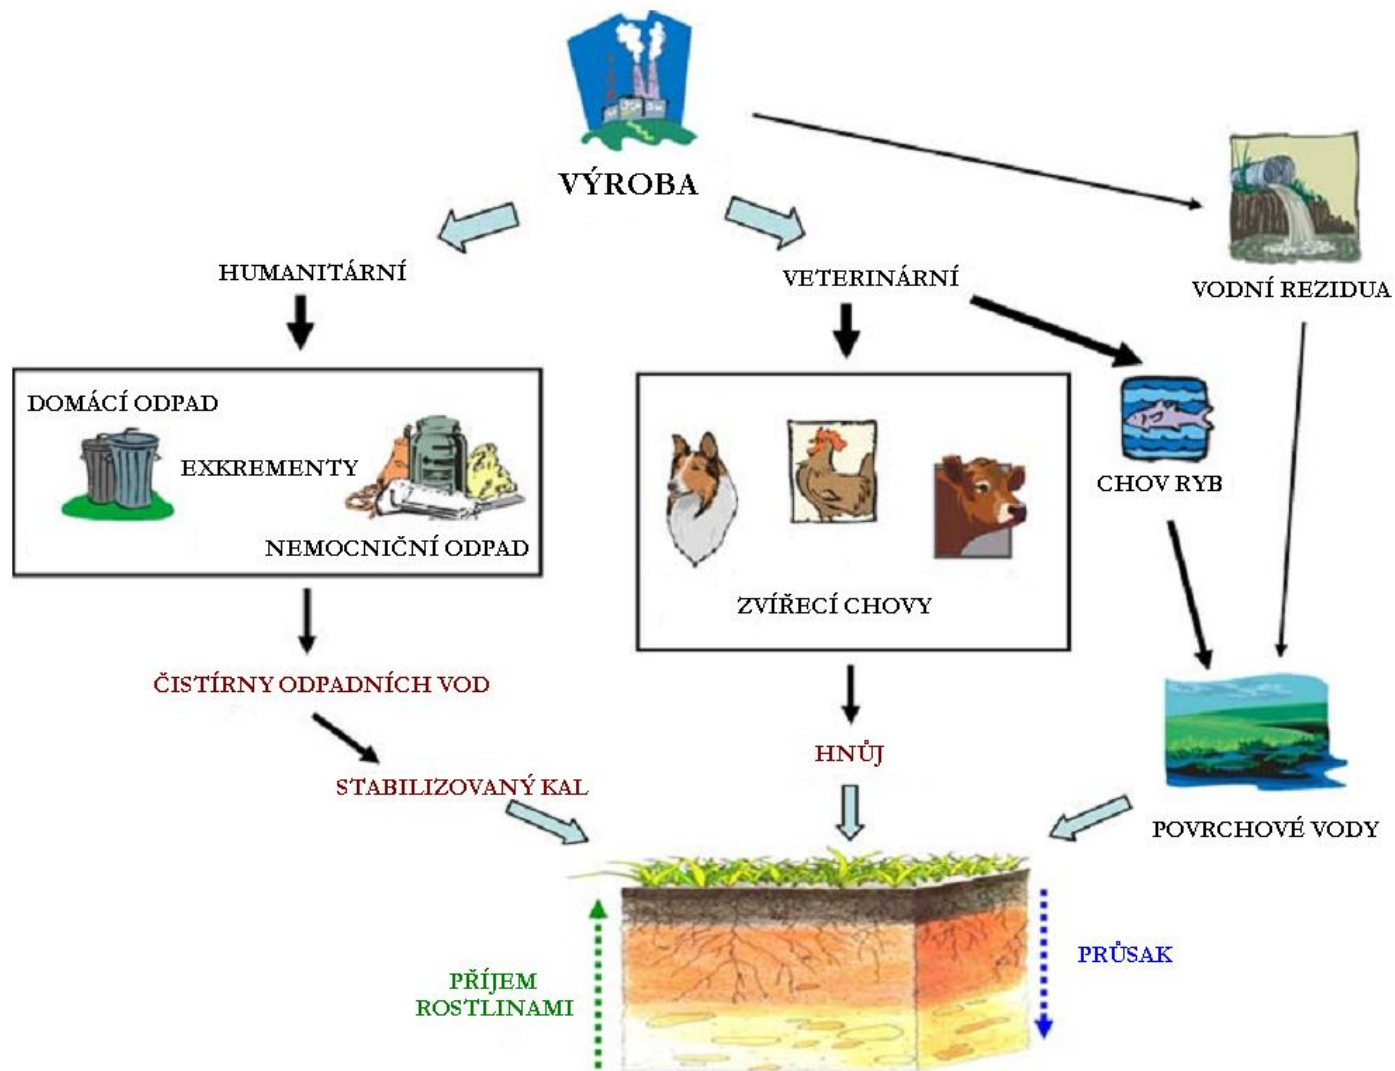 VÝROBA
HUMANITÁRNÍ
VETERINÁRNÍ
VODNÍ REZIDUA
DOMÁCÍ ODPAD
EXKREMENTY
NEMOCNIČNÍ ODPAD
ZVÍŘECÍ CHOVY
CHOV RYB
ČISTÍRNY ODPADNÍCH VOD
STABILIZOVANÝ KAL
HNŮJ
POVRCHOVÉ VODY
PŘÍJEM
ROSTLINAMI
PRŮSAK